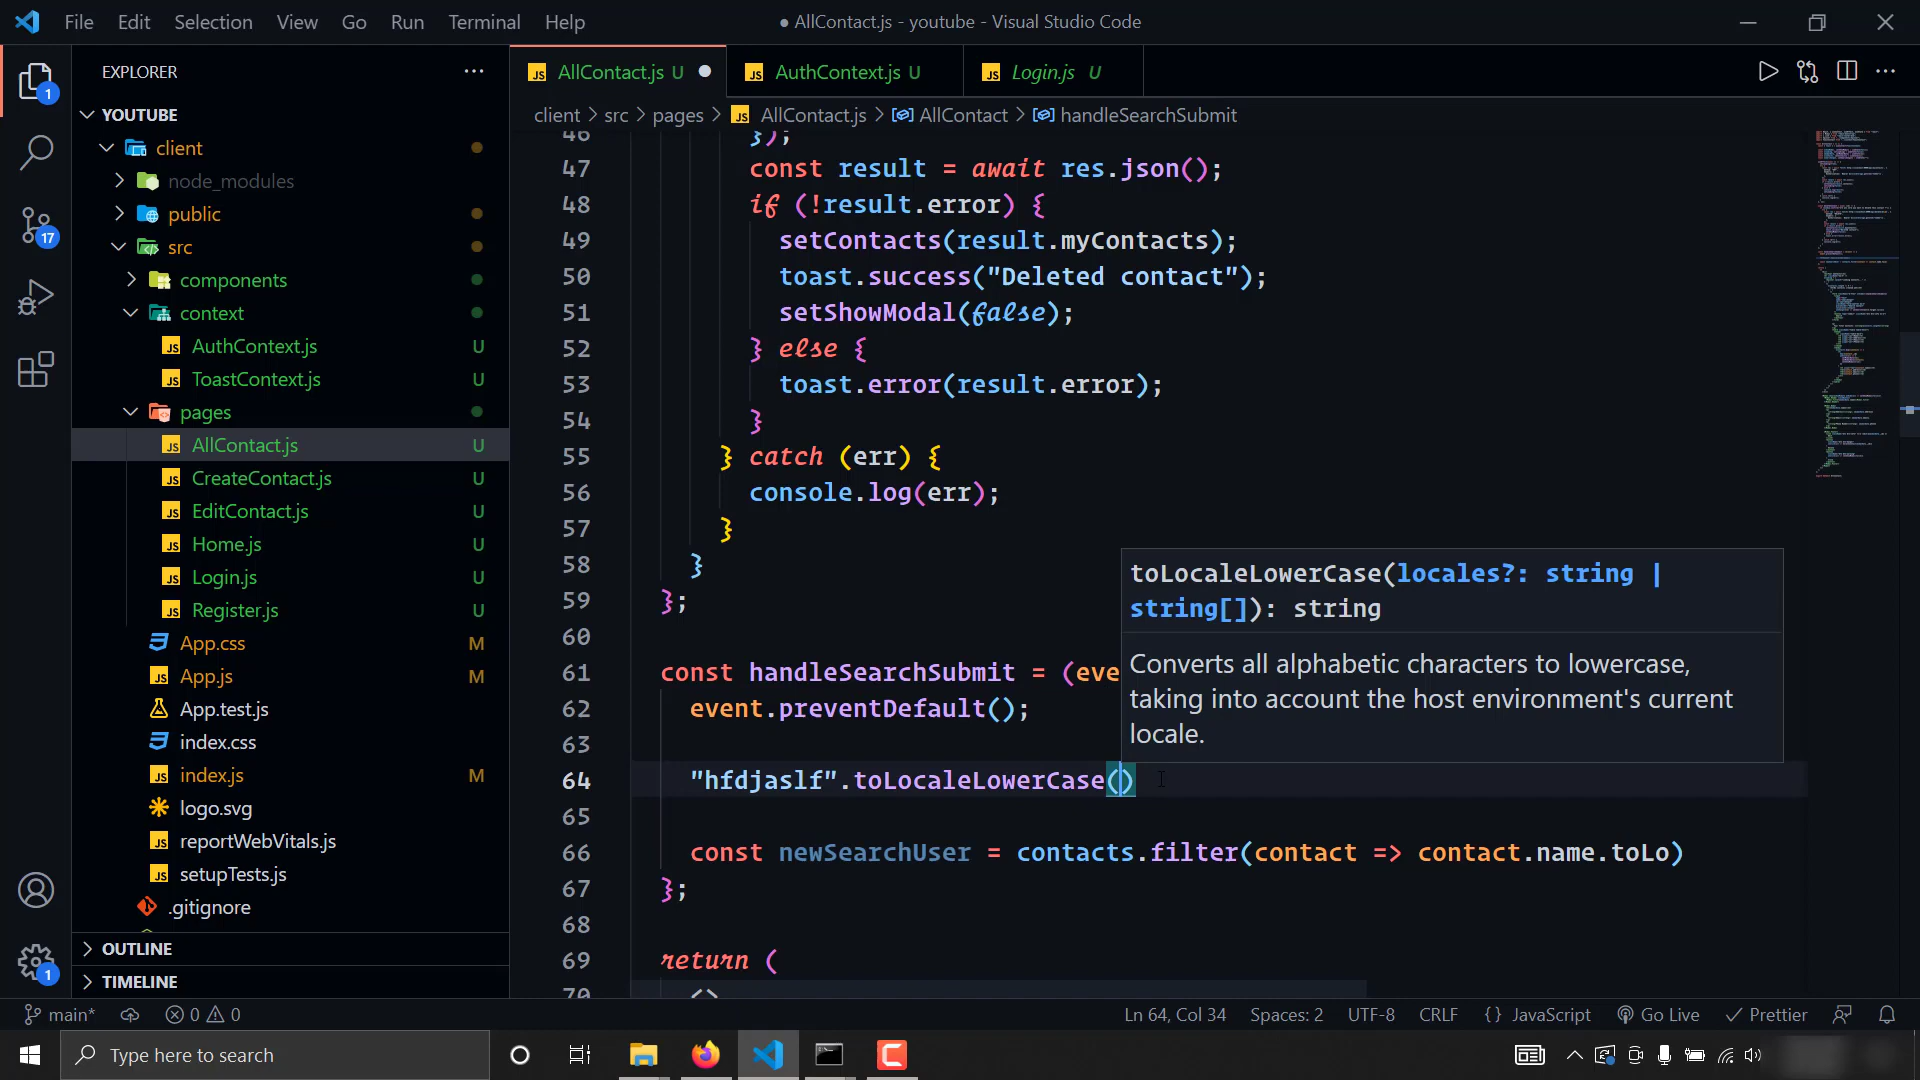 File Edit Selection View Go Run Terminal Help
● AllContact.js - youtube - Visual Studio Code
EXPLORER
YOUTUBE
client
node_modules
public
src
components
context
AuthContext.js U
ToastContext.js U
pages
AllContact.js U
CreateContact.js U
EditContact.js U
Home.js U
Login.js U
Register.js U
App.css M
App.js M
App.test.js
index.css
index.js M
logo.svg
reportWebVitals.js
setupTests.js
.gitignore
OUTLINE
TIMELINE
1
17
1
AllContact.js U
AuthContext.js U
Login.js U
client > src > pages > AllContact.js > AllContact > handleSearchSubmit
46 });
47 const result = await res.json();
48 if (!result.error) {
49 setContacts(result.myContacts);
50 toast.success("Deleted contact");
51 setShowModal(false);
52 } else {
53 toast.error(result.error);
54 }
55 } catch (err) {
56 console.log(err);
57 }
58 }
59 };
60
61 const handleSearchSubmit = (eve
62 event.preventDefault();
63
64 "hfdjaslf".toLocaleLowerCase()
65
66 const newSearchUser = contacts.filter(contact => contact.name.toLo)
67 };
68
69 return (
70 <>
toLocaleLowerCase(locales?: string |
string[]): string
Converts all alphabetic characters to lowercase,
taking into account the host environment's current
locale.
main* 0 0 Ln 64, Col 34 Spaces: 2 UTF-8 CRLF {} JavaScript Go Live Prettier
Type here to search